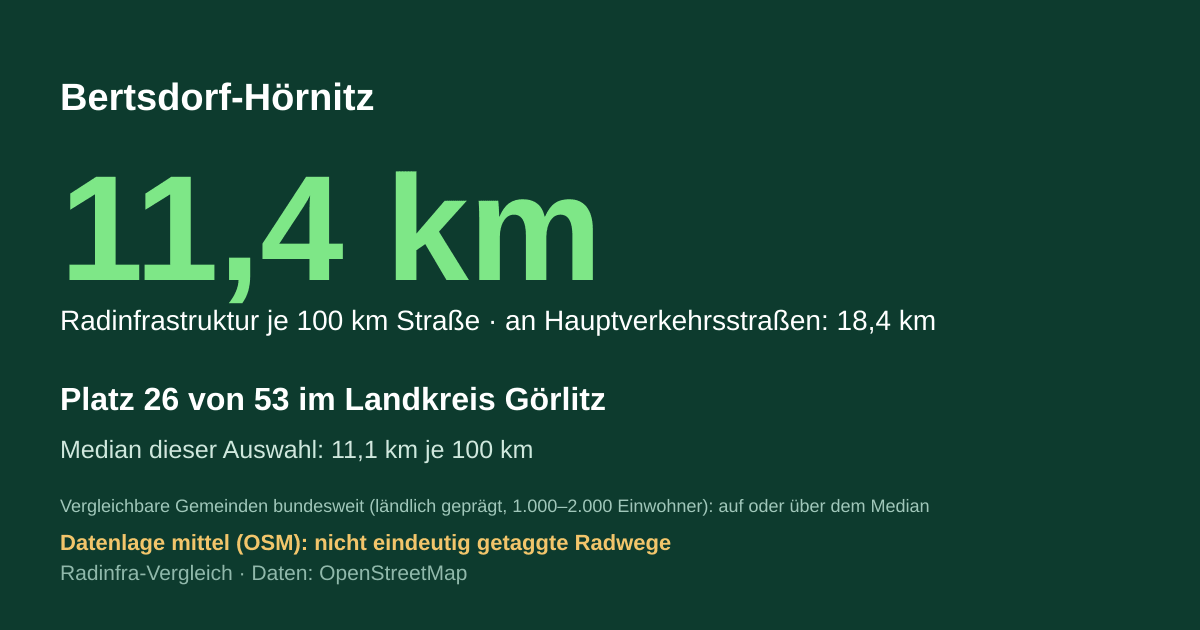 Bertsdorf-Hörnitz
11,4 km
Radinfrastruktur je 100 km Straße · an Hauptverkehrsstraßen: 18,4 km
Platz 26 von 53 im Landkreis Görlitz
Median dieser Auswahl: 11,1 km je 100 km
Vergleichbare Gemeinden bundesweit (ländlich geprägt, 1.000–2.000 Einwohner): auf oder über dem Median
Datenlage mittel (OSM): nicht eindeutig getaggte Radwege
Radinfra-Vergleich · Daten: OpenStreetMap